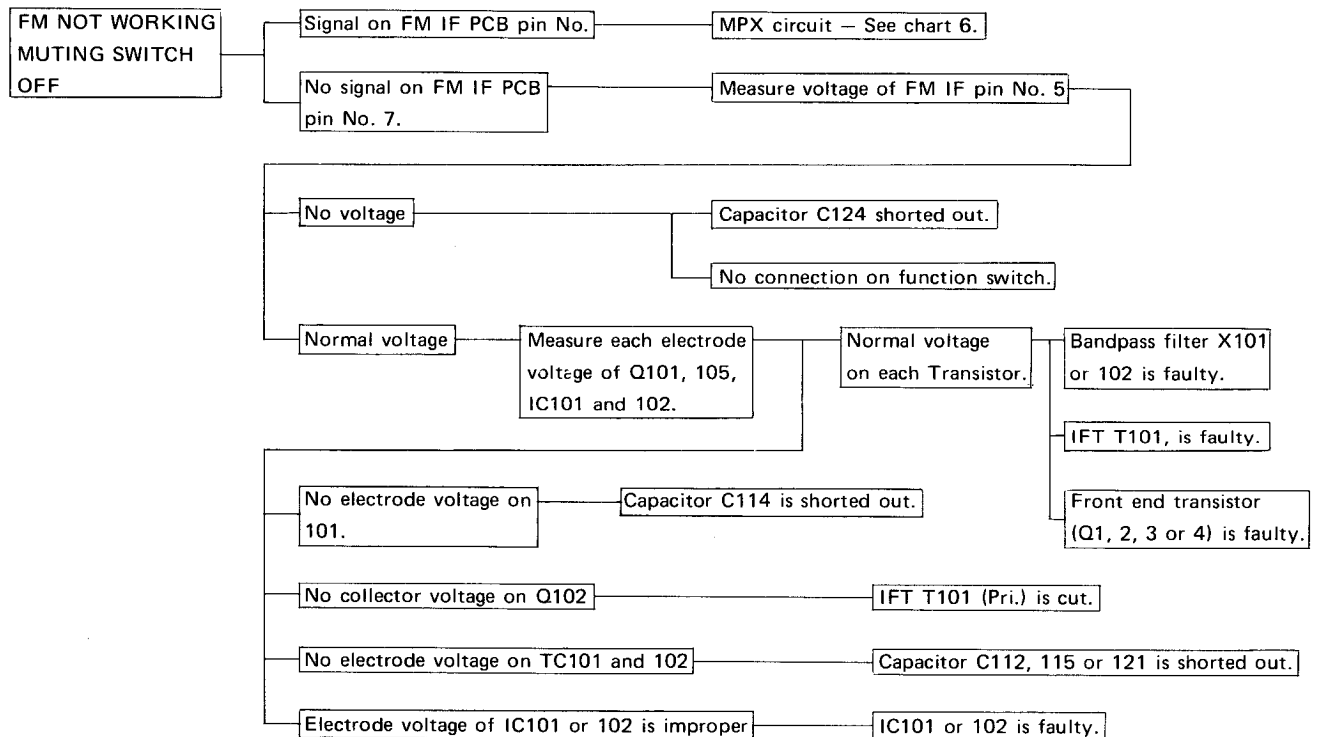 FM NOT WORKING
MUTING SWITCH
OFF
Signal on FM IF PCB pin No.
MPX circuit — See chart 6.
No signal on FM IF PCB
pin No. 7.
Measure voltage of FM IF pin No. 5
No voltage
Capacitor C124 shorted out.
No connection on function switch.
Normal voltage
Measure each electrode
voltage of Q101, 105,
IC101 and 102.
Normal voltage
on each Transistor.
Bandpass filter X101
or 102 is faulty.
IFT T101, is faulty.
Front end transistor
(Q1, 2, 3 or 4) is faulty.
No electrode voltage on
101.
Capacitor C114 is shorted out.
No collector voltage on Q102
IFT T101 (Pri.) is cut.
No electrode voltage on TC101 and 102
Capacitor C112, 115 or 121 is shorted out.
Electrode voltage of IC101 or 102 is improper
IC101 or 102 is faulty.